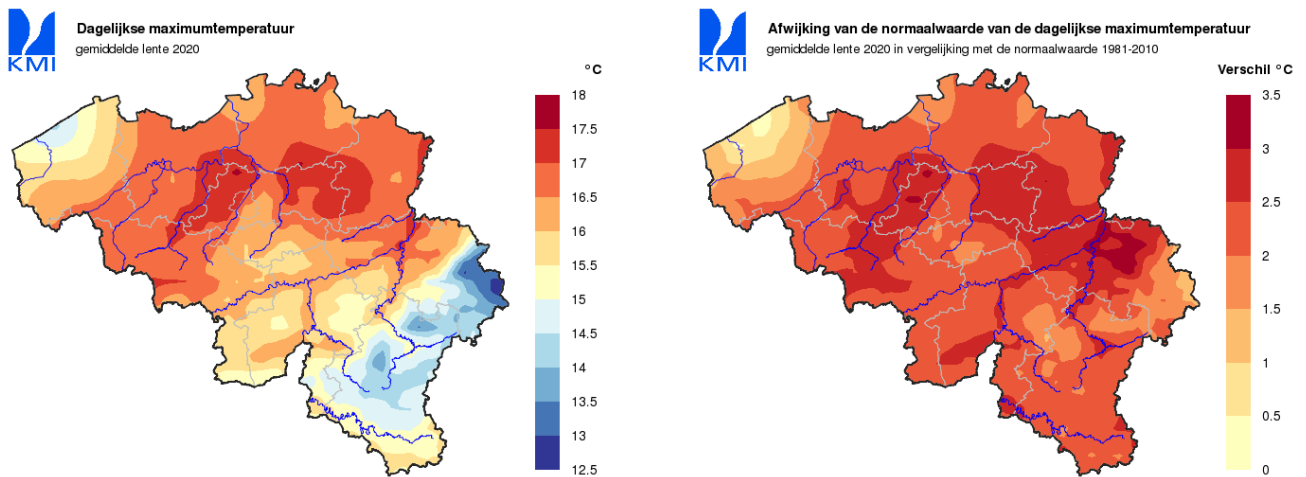 KMI
Dagelijkse maximumtemperatuur
gemiddelde lente 2020
°C
18
17.5
17
16.5
16
15.5
15
14.5
14
13.5
13
12.5
KMI
Afwijking van de normaalwaarde van de dagelijkse maximumtemperatuur
gemiddelde lente 2020 in vergelijking met de normaalwaarde 1981-2010
Verschil °C
3.5
3
2.5
2
1.5
1
0.5
0